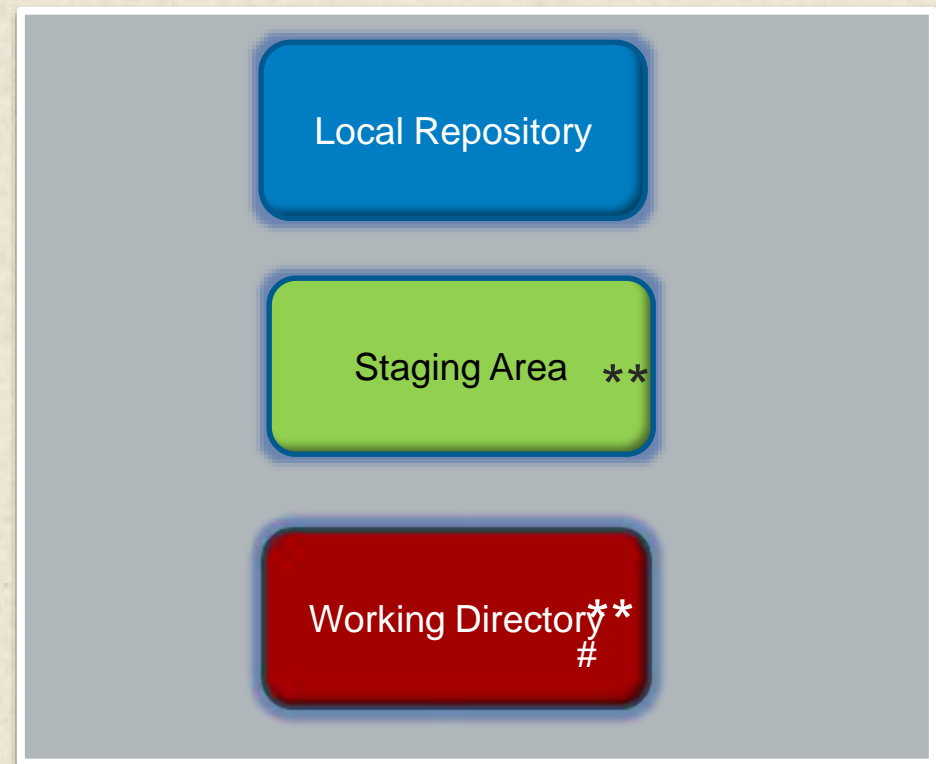 Local Repository
Staging Area **
Working Directory**
#